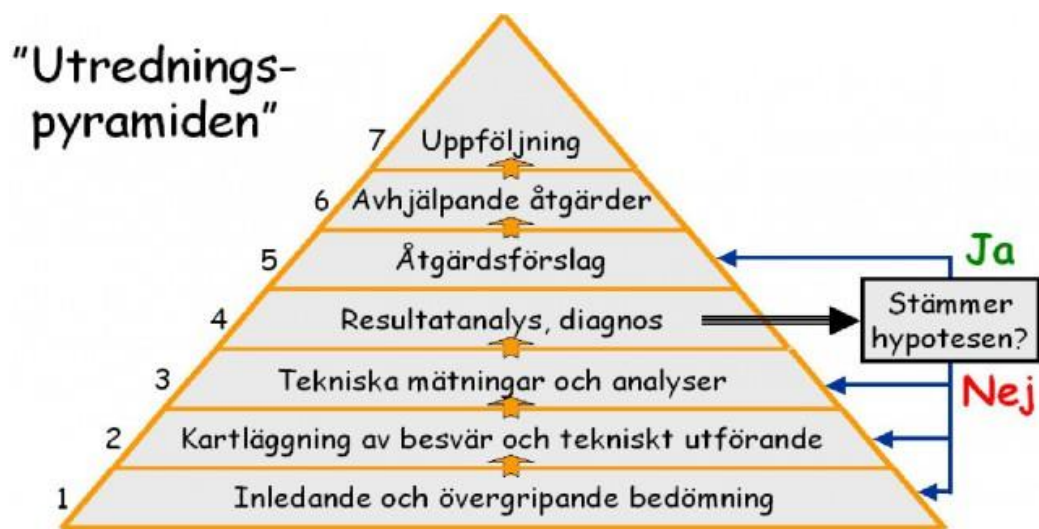 "Utrednings-
pyramiden"
7 Uppföljning
6 Avhjälpande åtgärder
5 Åtgärdsförslag
4 Resultatanalys, diagnos
3 Tekniska mätningar och analyser
2 Kartläggning av besvär och tekniskt utförande
1 Inledande och övergripande bedömning
Ja
Stämmer
hypotesen?
Nej